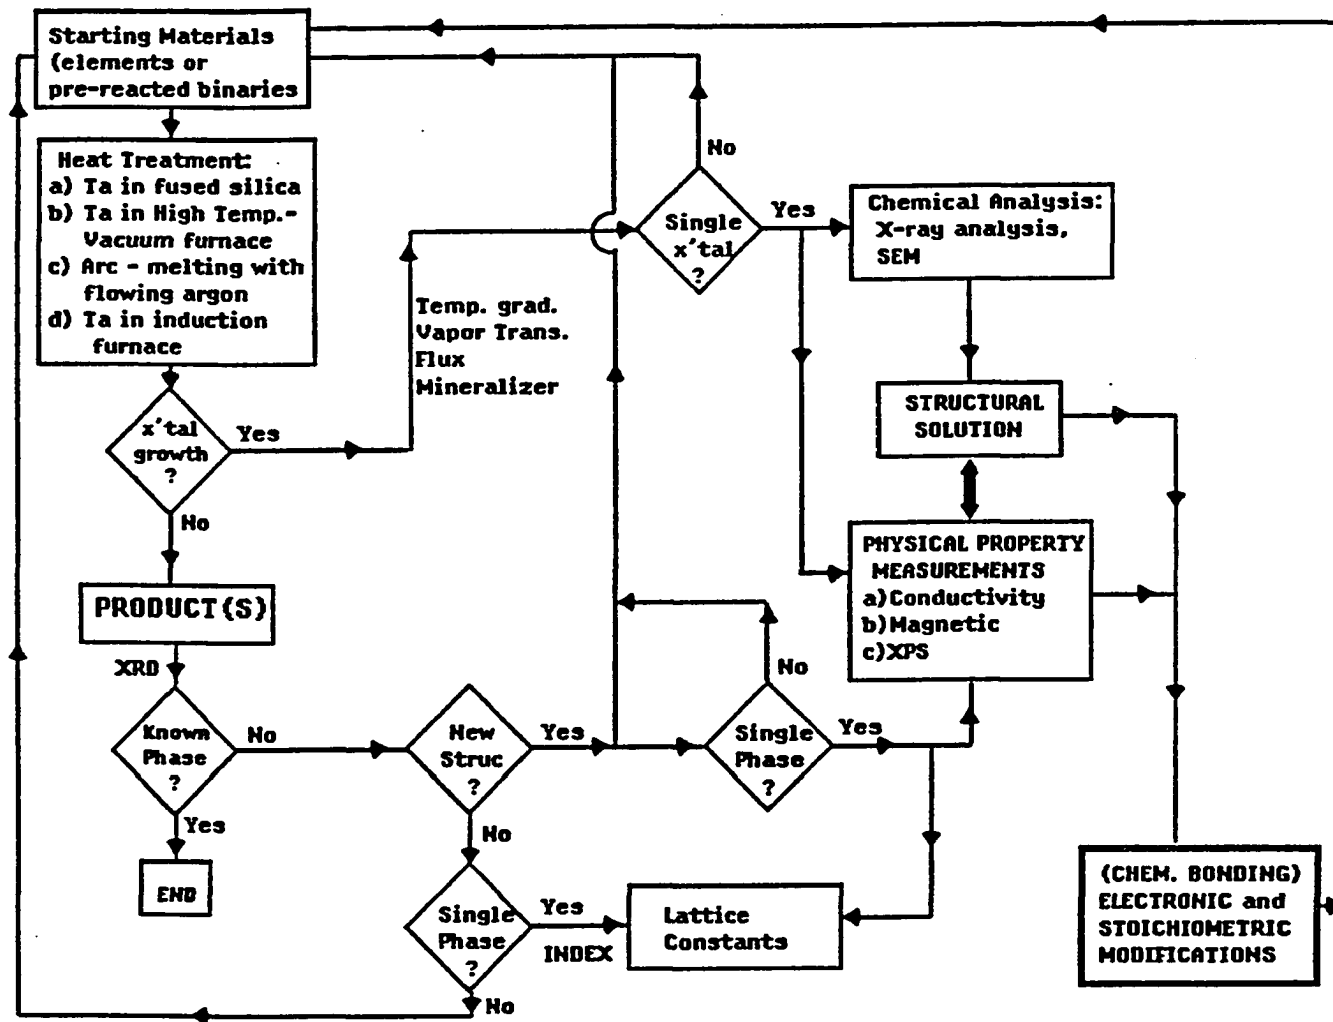 Starting Materials
(elements or
pre-reacted binaries
Heat Treatment:
a) Ta in fused silica
b) Ta in High Temp.-
Vacuum furnace
c) Arc - melting with
flowing argon
d) Ta in induction
furnace
x'tal
growth
?
Yes
No
Temp. grad.
Vapor Trans.
Flux
Mineralizer
Single
x'tal
?
No
Yes
Chemical Analysis:
X-ray analysis,
SEM
STRUCTURAL
SOLUTION
PHYSICAL PROPERTY
MEASUREMENTS
a)Conductivity
b)Magnetic
c)XPS
PRODUCT(S)
XRD
Known
Phase
?
No
Yes
END
New
Struc
?
Yes
No
Single
Phase
?
No
Yes
Single
Phase
?
Yes
INDEX
No
Lattice
Constants
(CHEM. BONDING)
ELECTRONIC and
STOICHIOMETRIC
MODIFICATIONS